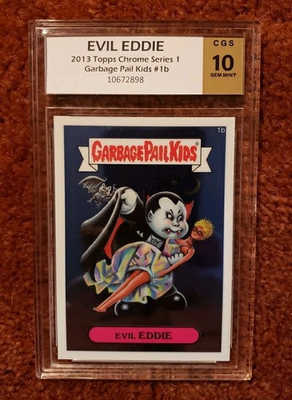 EVIL EDDIE
2013 Topps Chrome Series 1
Garbage Pail Kids #1b
10672898
CGS
10
GEM MINT
1b
GARBAGE PAIL KIDS
EVIL EDDIE